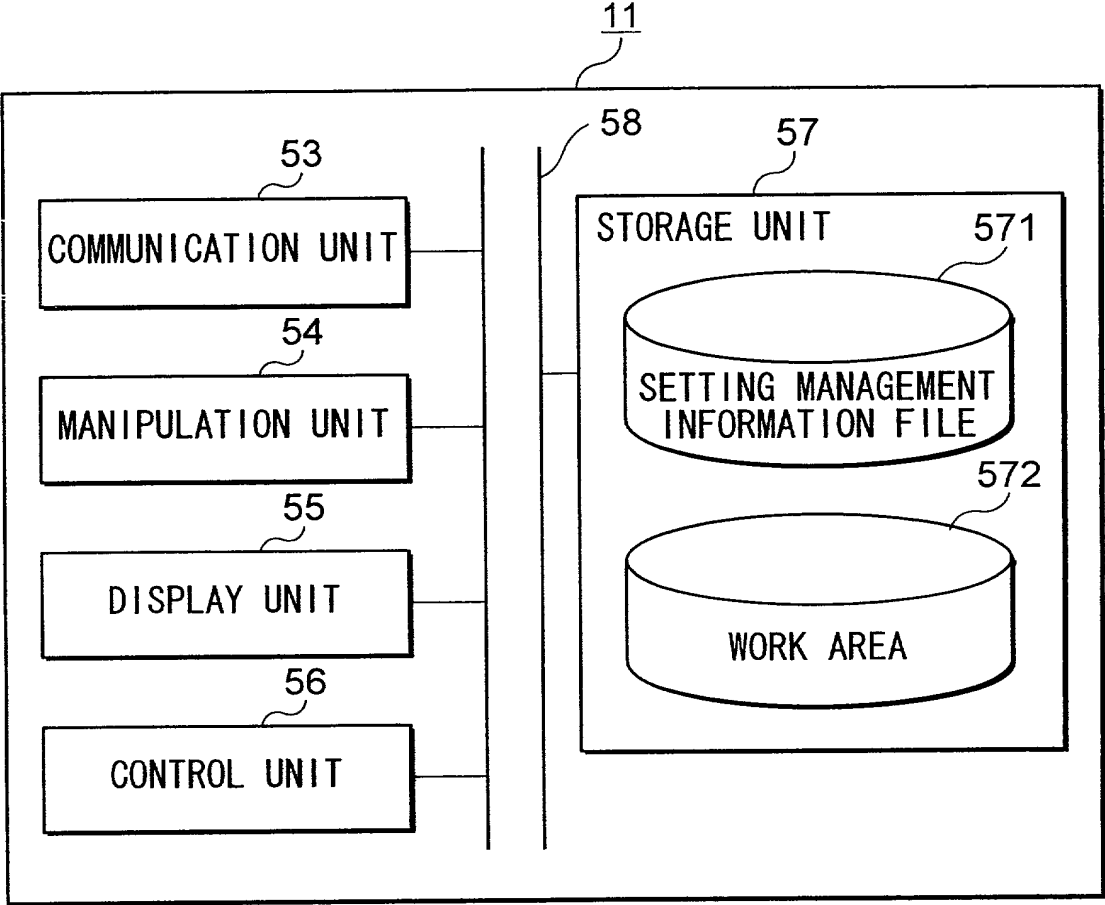 11
58
53
COMMUNICATION UNIT
54
MANIPULATION UNIT
55
DISPLAY UNIT
56
CONTROL UNIT
57
STORAGE UNIT
571
SETTING MANAGEMENT
INFORMATION FILE
572
WORK AREA